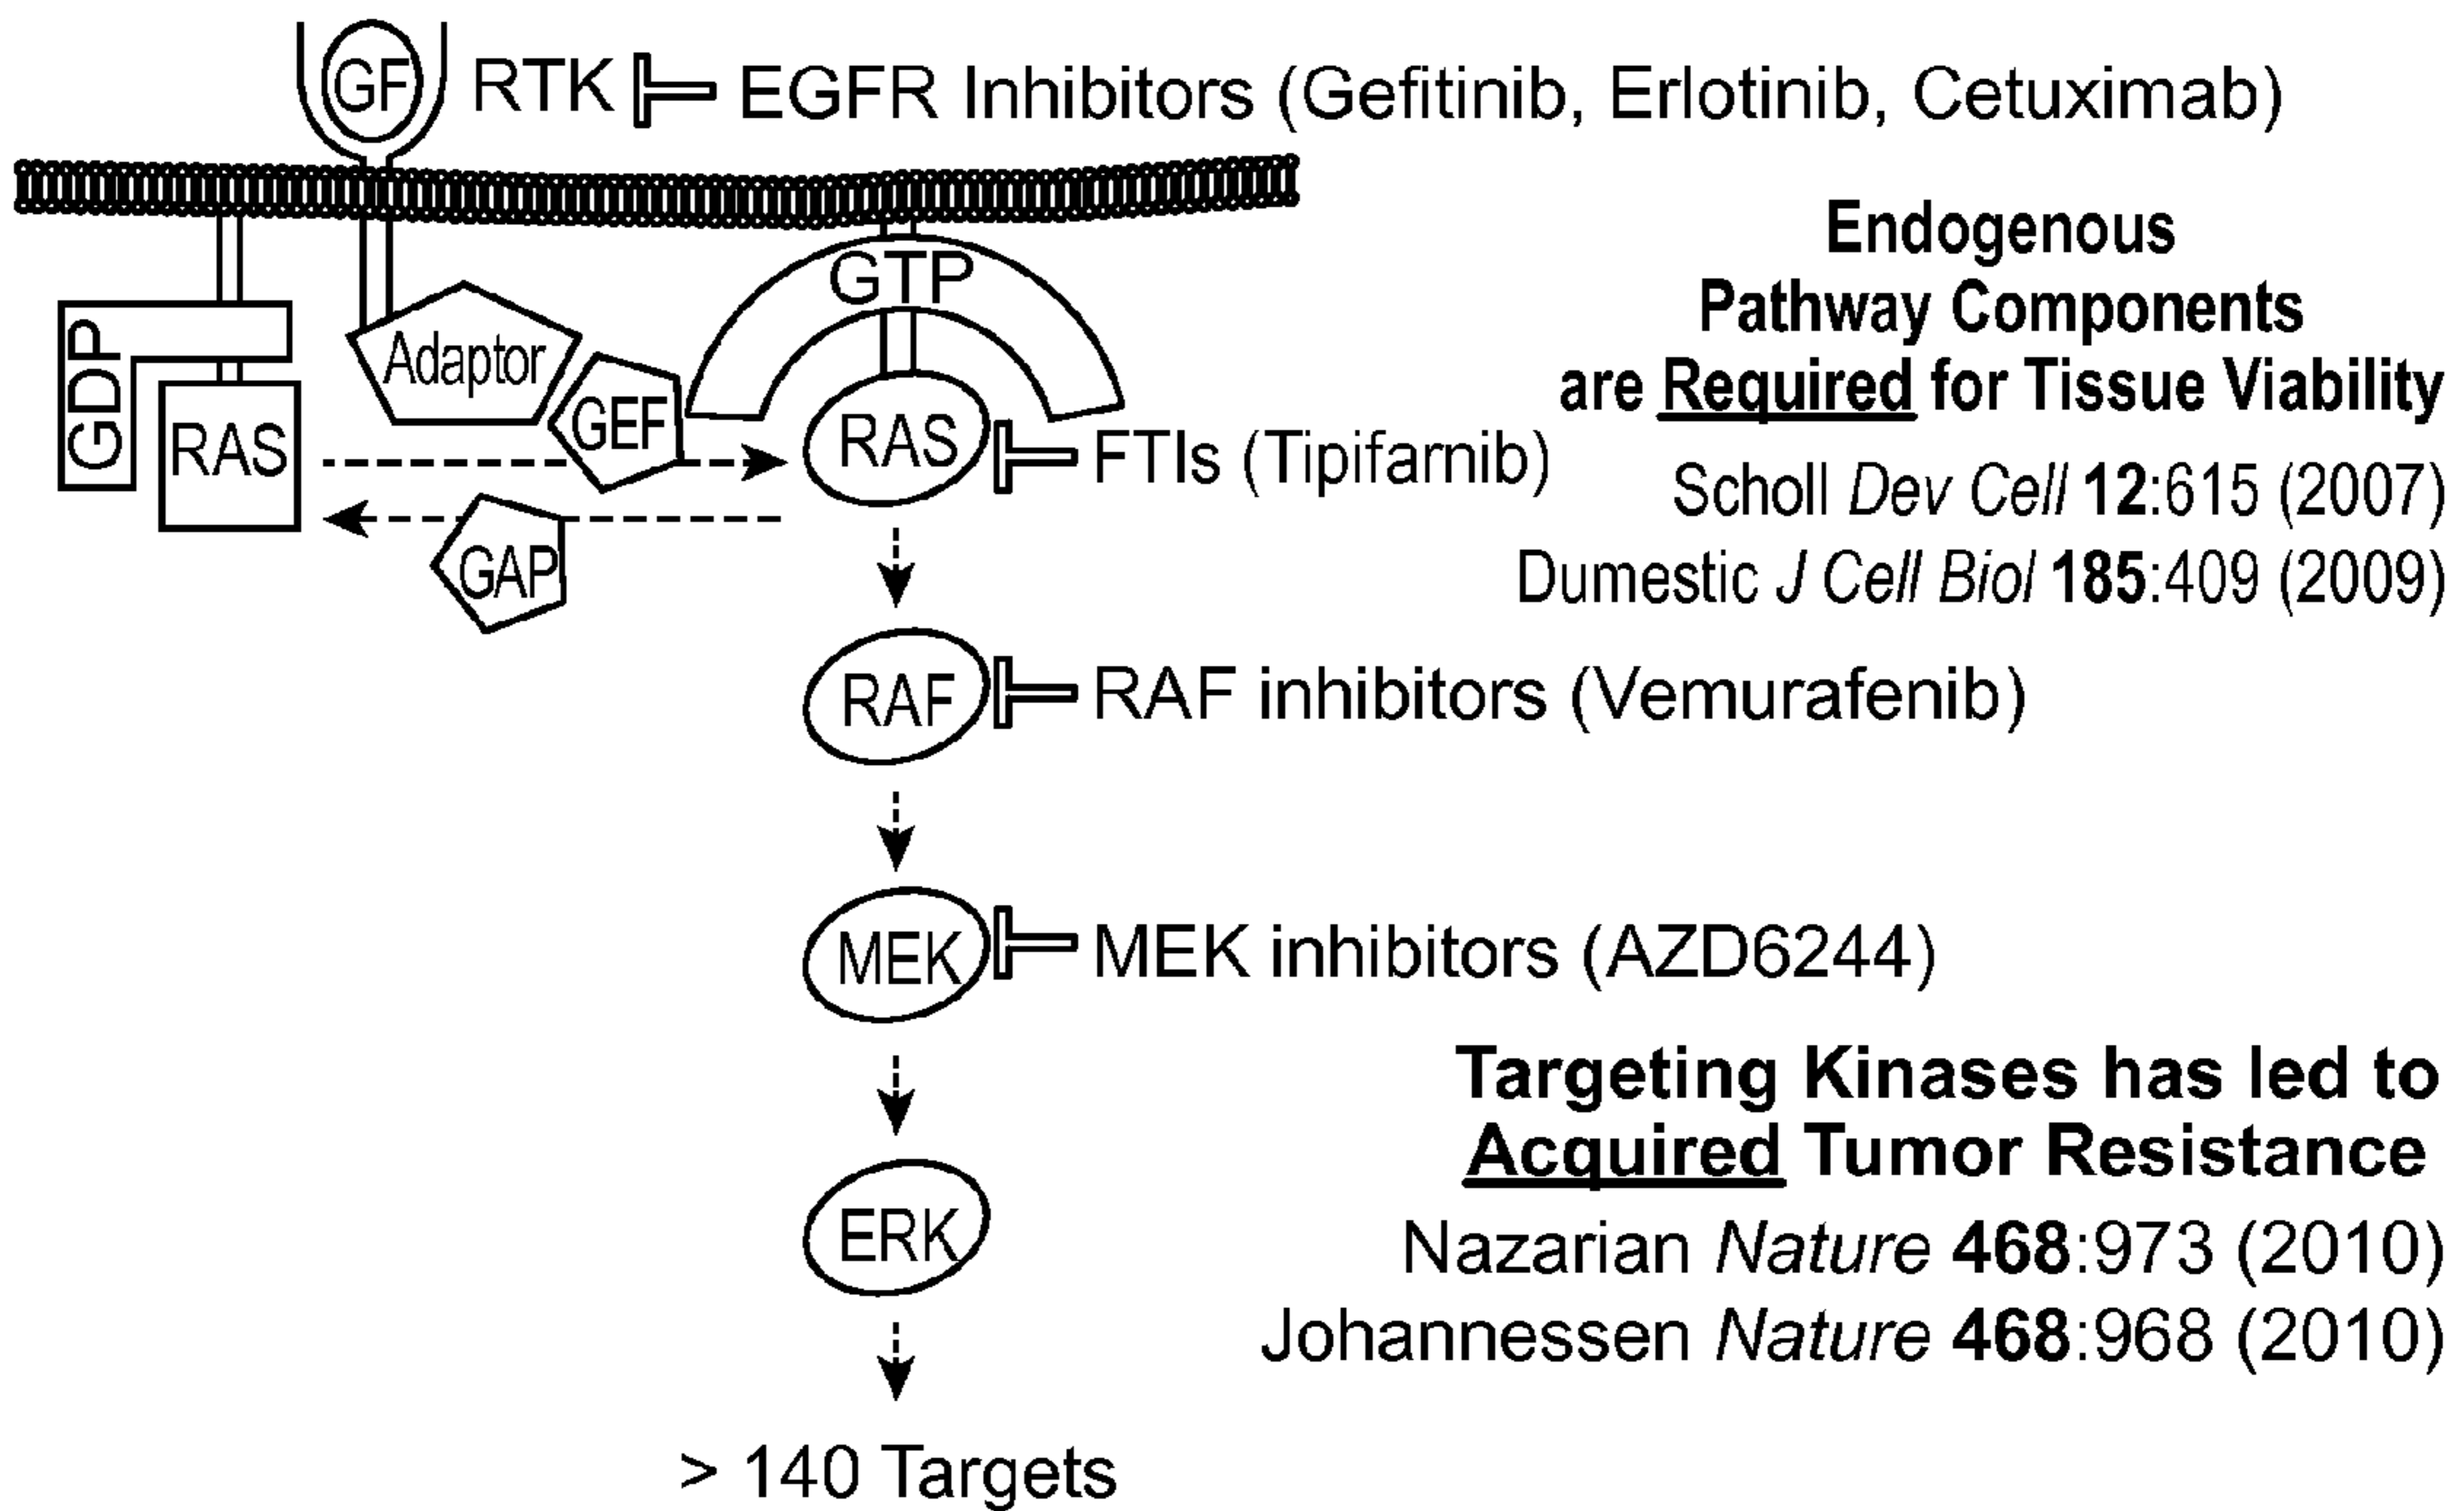 GF
RTK
EGFR Inhibitors (Gefitinib, Erlotinib, Cetuximab)
Endogenous
Pathway Components
are Required for Tissue Viability
Scholl Dev Cell 12:615 (2007)
Dumestic J Cell Biol 185:409 (2009)
GDP
RAS
Adaptor
GEF
GAP
GTP
RAS
FTIs (Tipifarnib)
RAF
RAF inhibitors (Vemurafenib)
MEK
MEK inhibitors (AZD6244)
Targeting Kinases has led to
Acquired Tumor Resistance
Nazarian Nature 468:973 (2010)
Johannessen Nature 468:968 (2010)
ERK
> 140 Targets